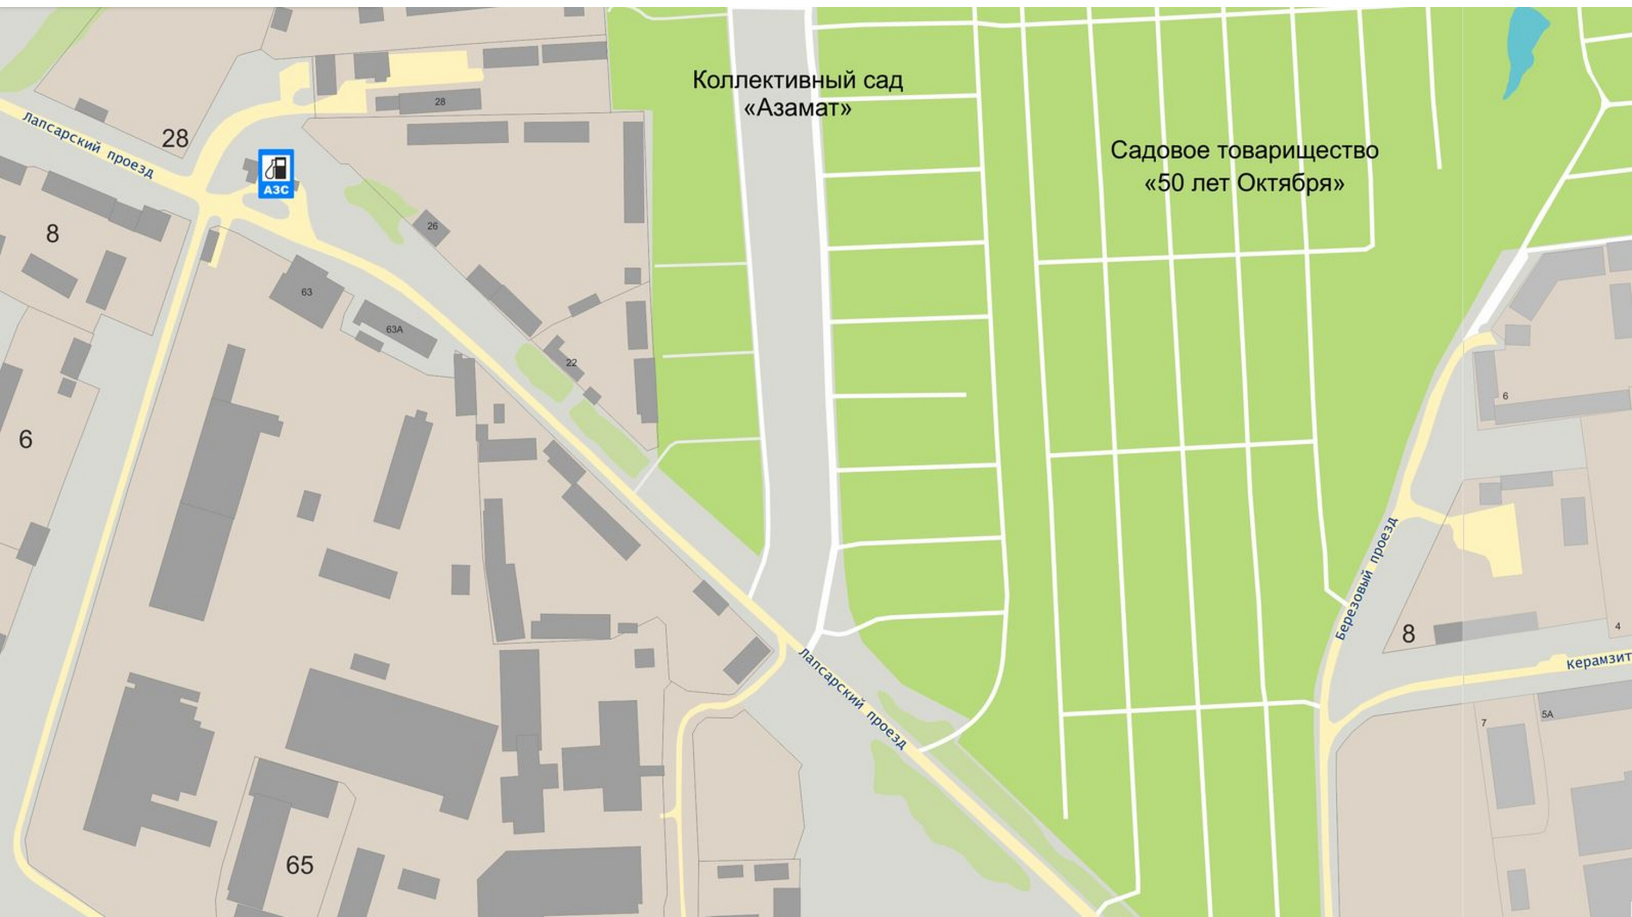 Коллективный сад
«Азамат»
28
Лапсарский проезд
28
Садовое товарищество
«50 лет Октября»
АЗС
8
26
63
63А
22
6
6
Березовый проезд
8
4
Лапсарский проезд
Керамзит
7
5А
65